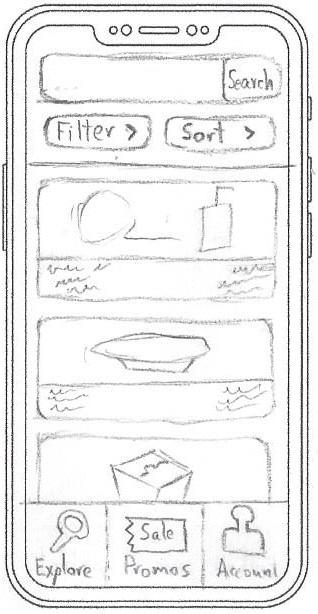 Search
Filter >
Sort >
Sale
Explore
Promos
Account